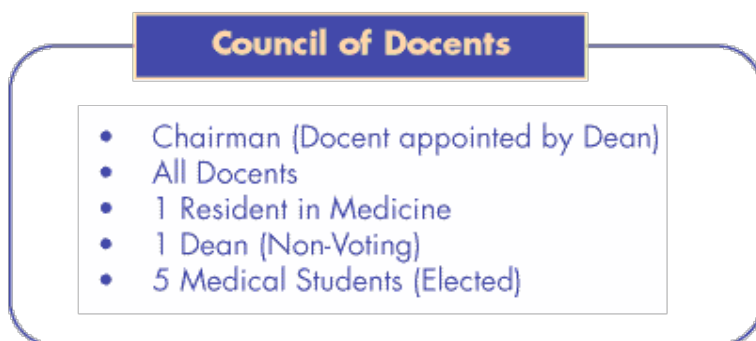 Council of Docents
• Chairman (Docent appointed by Dean)
• All Docents
• 1 Resident in Medicine
• 1 Dean (Non-Voting)
• 5 Medical Students (Elected)